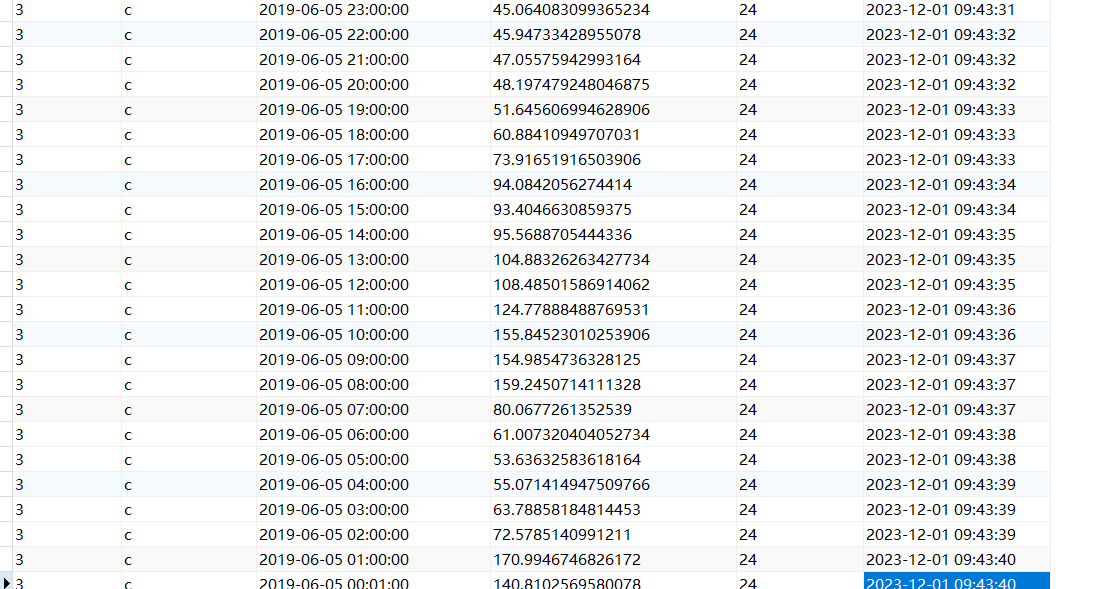 3 c 2019-06-05 23:00:00 45.064083099365234 24 2023-12-01 09:43:31
3 c 2019-06-05 22:00:00 45.94733428955078 24 2023-12-01 09:43:32
3 c 2019-06-05 21:00:00 47.05575942993164 24 2023-12-01 09:43:32
3 c 2019-06-05 20:00:00 48.197479248046875 24 2023-12-01 09:43:32
3 c 2019-06-05 19:00:00 51.645606994628906 24 2023-12-01 09:43:33
3 c 2019-06-05 18:00:00 60.88410949707031 24 2023-12-01 09:43:33
3 c 2019-06-05 17:00:00 73.91651916503906 24 2023-12-01 09:43:33
3 c 2019-06-05 16:00:00 94.0842056274414 24 2023-12-01 09:43:34
3 c 2019-06-05 15:00:00 93.4046630859375 24 2023-12-01 09:43:34
3 c 2019-06-05 14:00:00 95.5688705444336 24 2023-12-01 09:43:35
3 c 2019-06-05 13:00:00 104.88326263427734 24 2023-12-01 09:43:35
3 c 2019-06-05 12:00:00 108.48501586914062 24 2023-12-01 09:43:35
3 c 2019-06-05 11:00:00 124.77888488769531 24 2023-12-01 09:43:36
3 c 2019-06-05 10:00:00 155.84523010253906 24 2023-12-01 09:43:36
3 c 2019-06-05 09:00:00 154.9854736328125 24 2023-12-01 09:43:37
3 c 2019-06-05 08:00:00 159.2450714111328 24 2023-12-01 09:43:37
3 c 2019-06-05 07:00:00 80.0677261352539 24 2023-12-01 09:43:37
3 c 2019-06-05 06:00:00 61.007320404052734 24 2023-12-01 09:43:38
3 c 2019-06-05 05:00:00 53.63632583618164 24 2023-12-01 09:43:38
3 c 2019-06-05 04:00:00 55.071414947509766 24 2023-12-01 09:43:39
3 c 2019-06-05 03:00:00 63.78858184814453 24 2023-12-01 09:43:39
3 c 2019-06-05 02:00:00 72.5785140991211 24 2023-12-01 09:43:39
3 c 2019-06-05 01:00:00 170.9946746826172 24 2023-12-01 09:43:40
3 c 2019-06-05 00:01:00 140.8102569580078 24 2023-12-01 09:43:40